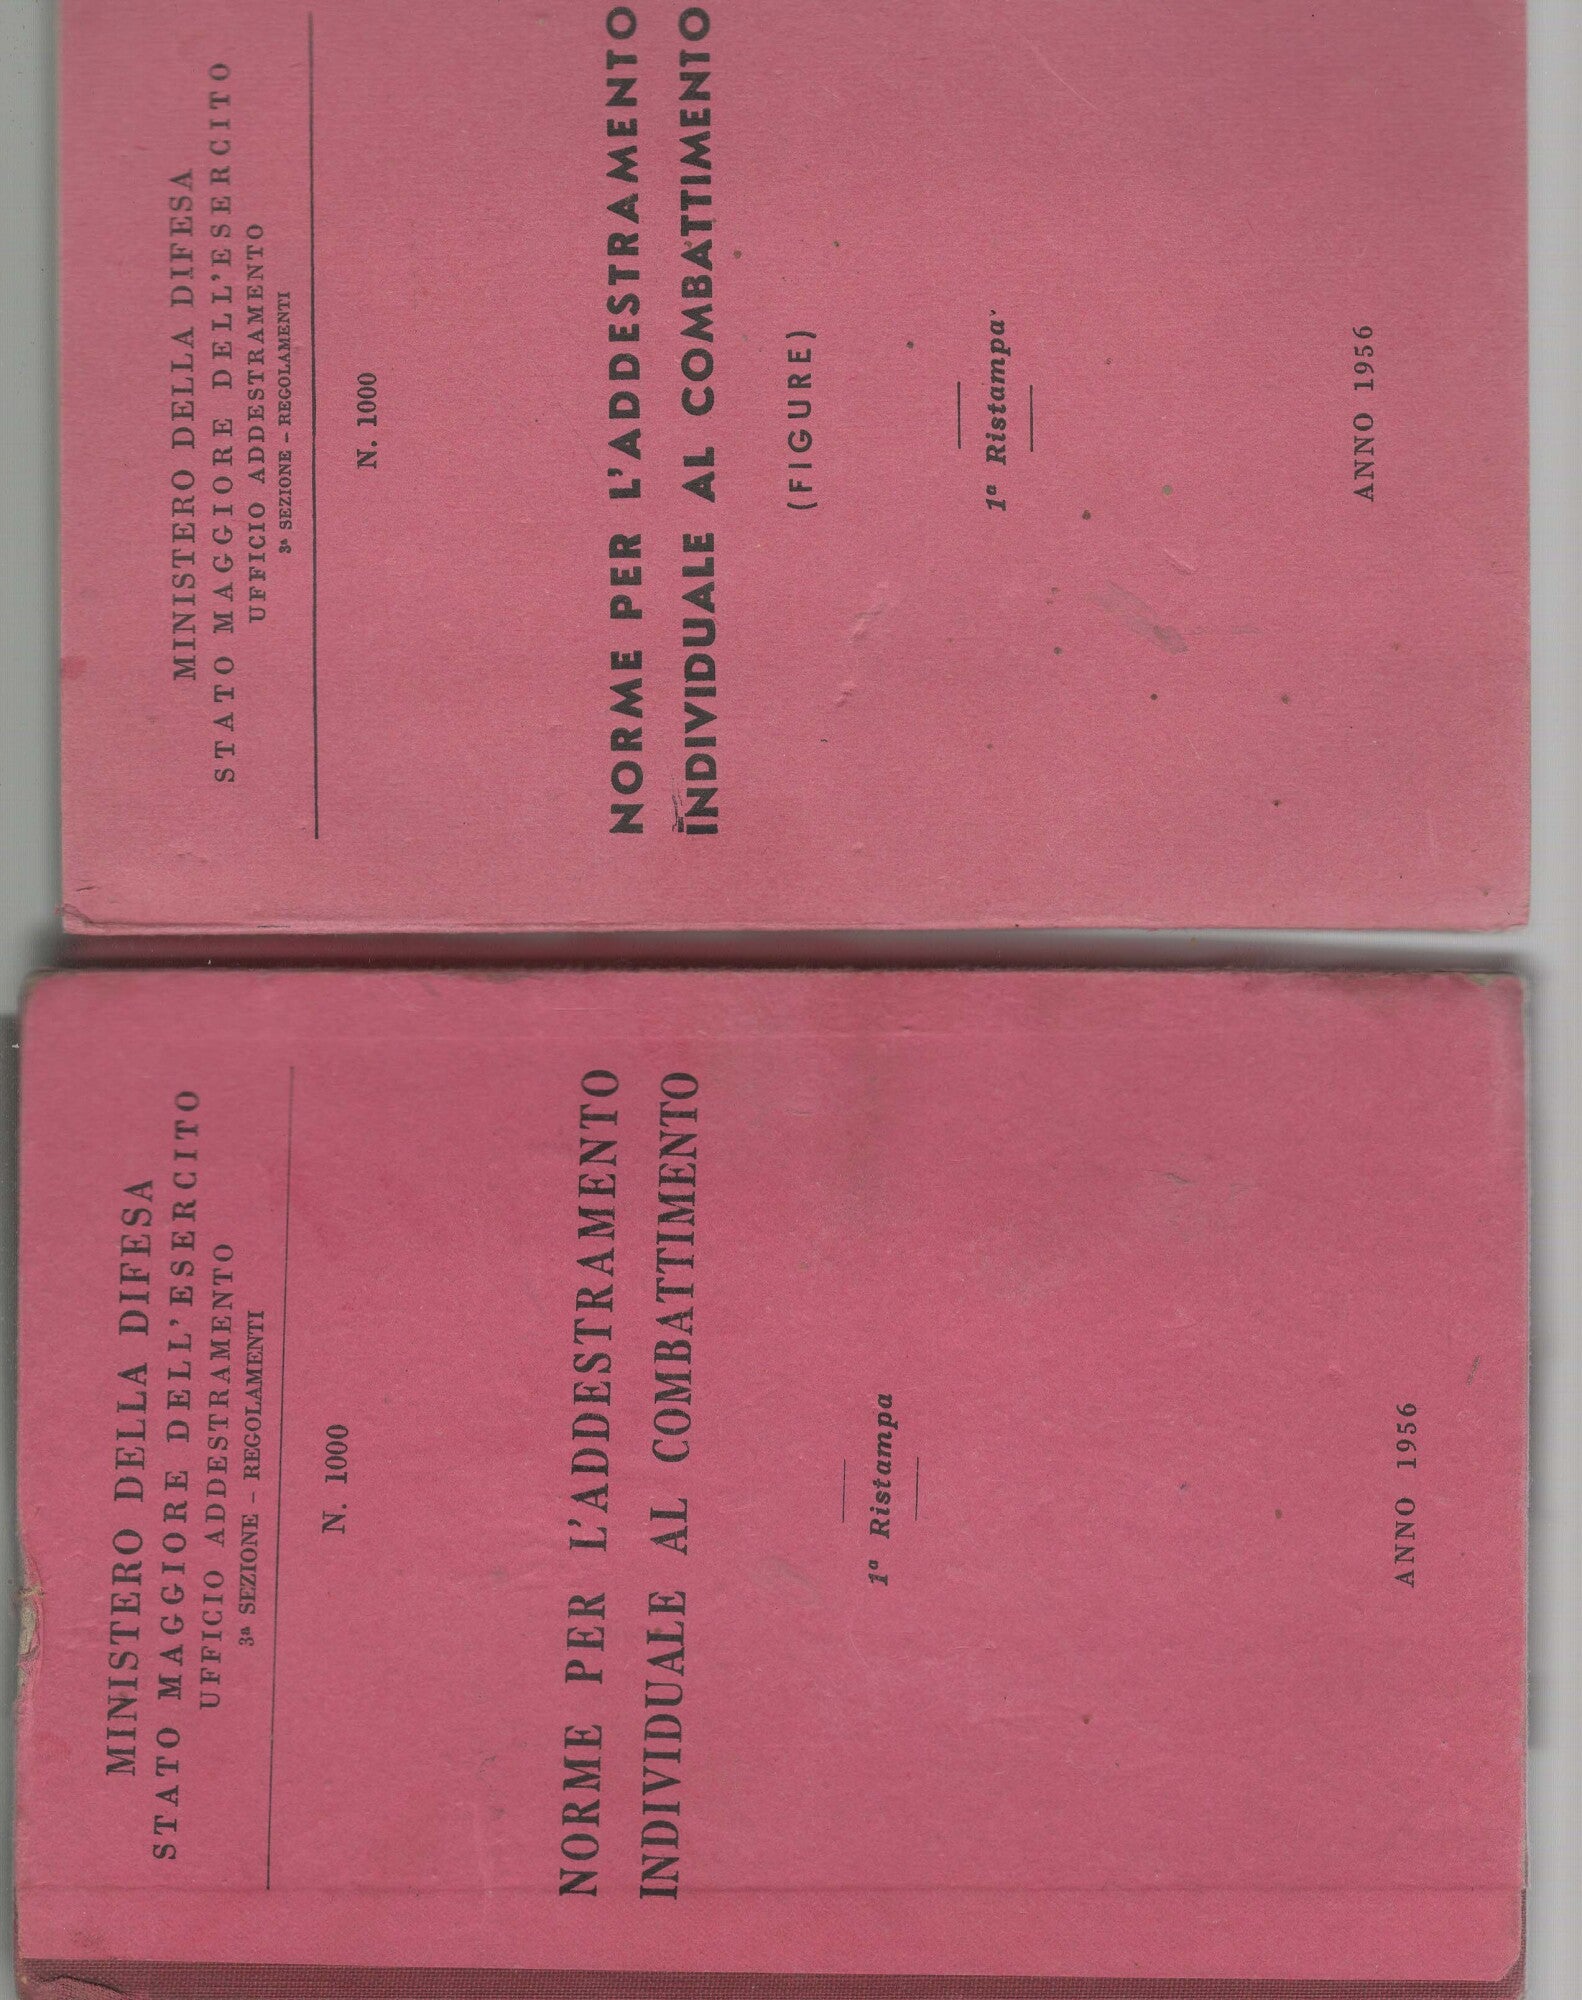 MINISTERO DELLA DIFESA
STATO MAGGIORE DELL'ESERCITO
UFFICIO ADDESTRAMENTO
3ª SEZIONE - REGOLAMENTI
N. 1000
NORME PER L'ADDESTRAMENTO
INDIVIDUALE AL COMBATTIMENTO
1ª Ristampa
ANNO 1956
MINISTERO DELLA DIFESA
STATO MAGGIORE DELL'ESERCITO
UFFICIO ADDESTRAMENTO
3ª SEZIONE - REGOLAMENTI
N. 1000
NORME PER L'ADDESTRAMENTO
INDIVIDUALE AL COMBATTIMENTO
(FIGURE)
1ª Ristampa
ANNO 1956